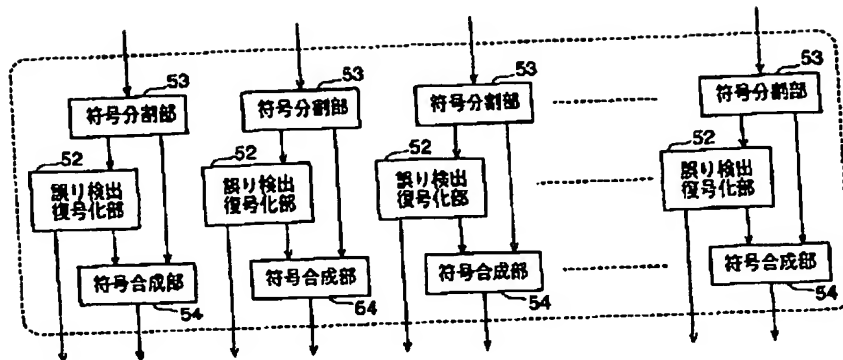 53
符号分割部
53
符号分割部
53
符号分割部
53
符号分割部
52
誤り検出
復号化部
52
誤り検出
復号化部
52
誤り検出
復号化部
52
誤り検出
復号化部
符号合成部
54
符号合成部
54
符号合成部
54
符号合成部
54